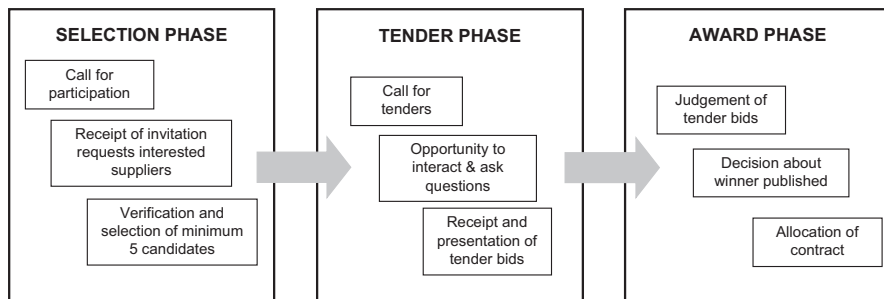 SELECTION PHASE
Call for
participation
Receipt of invitation
requests interested
suppliers
Verification and
selection of minimum
5 candidates
TENDER PHASE
Call for
tenders
Opportunity to
interact & ask
questions
Receipt and
presentation of
tender bids
AWARD PHASE
Judgement of
tender bids
Decision about
winner published
Allocation of
contract